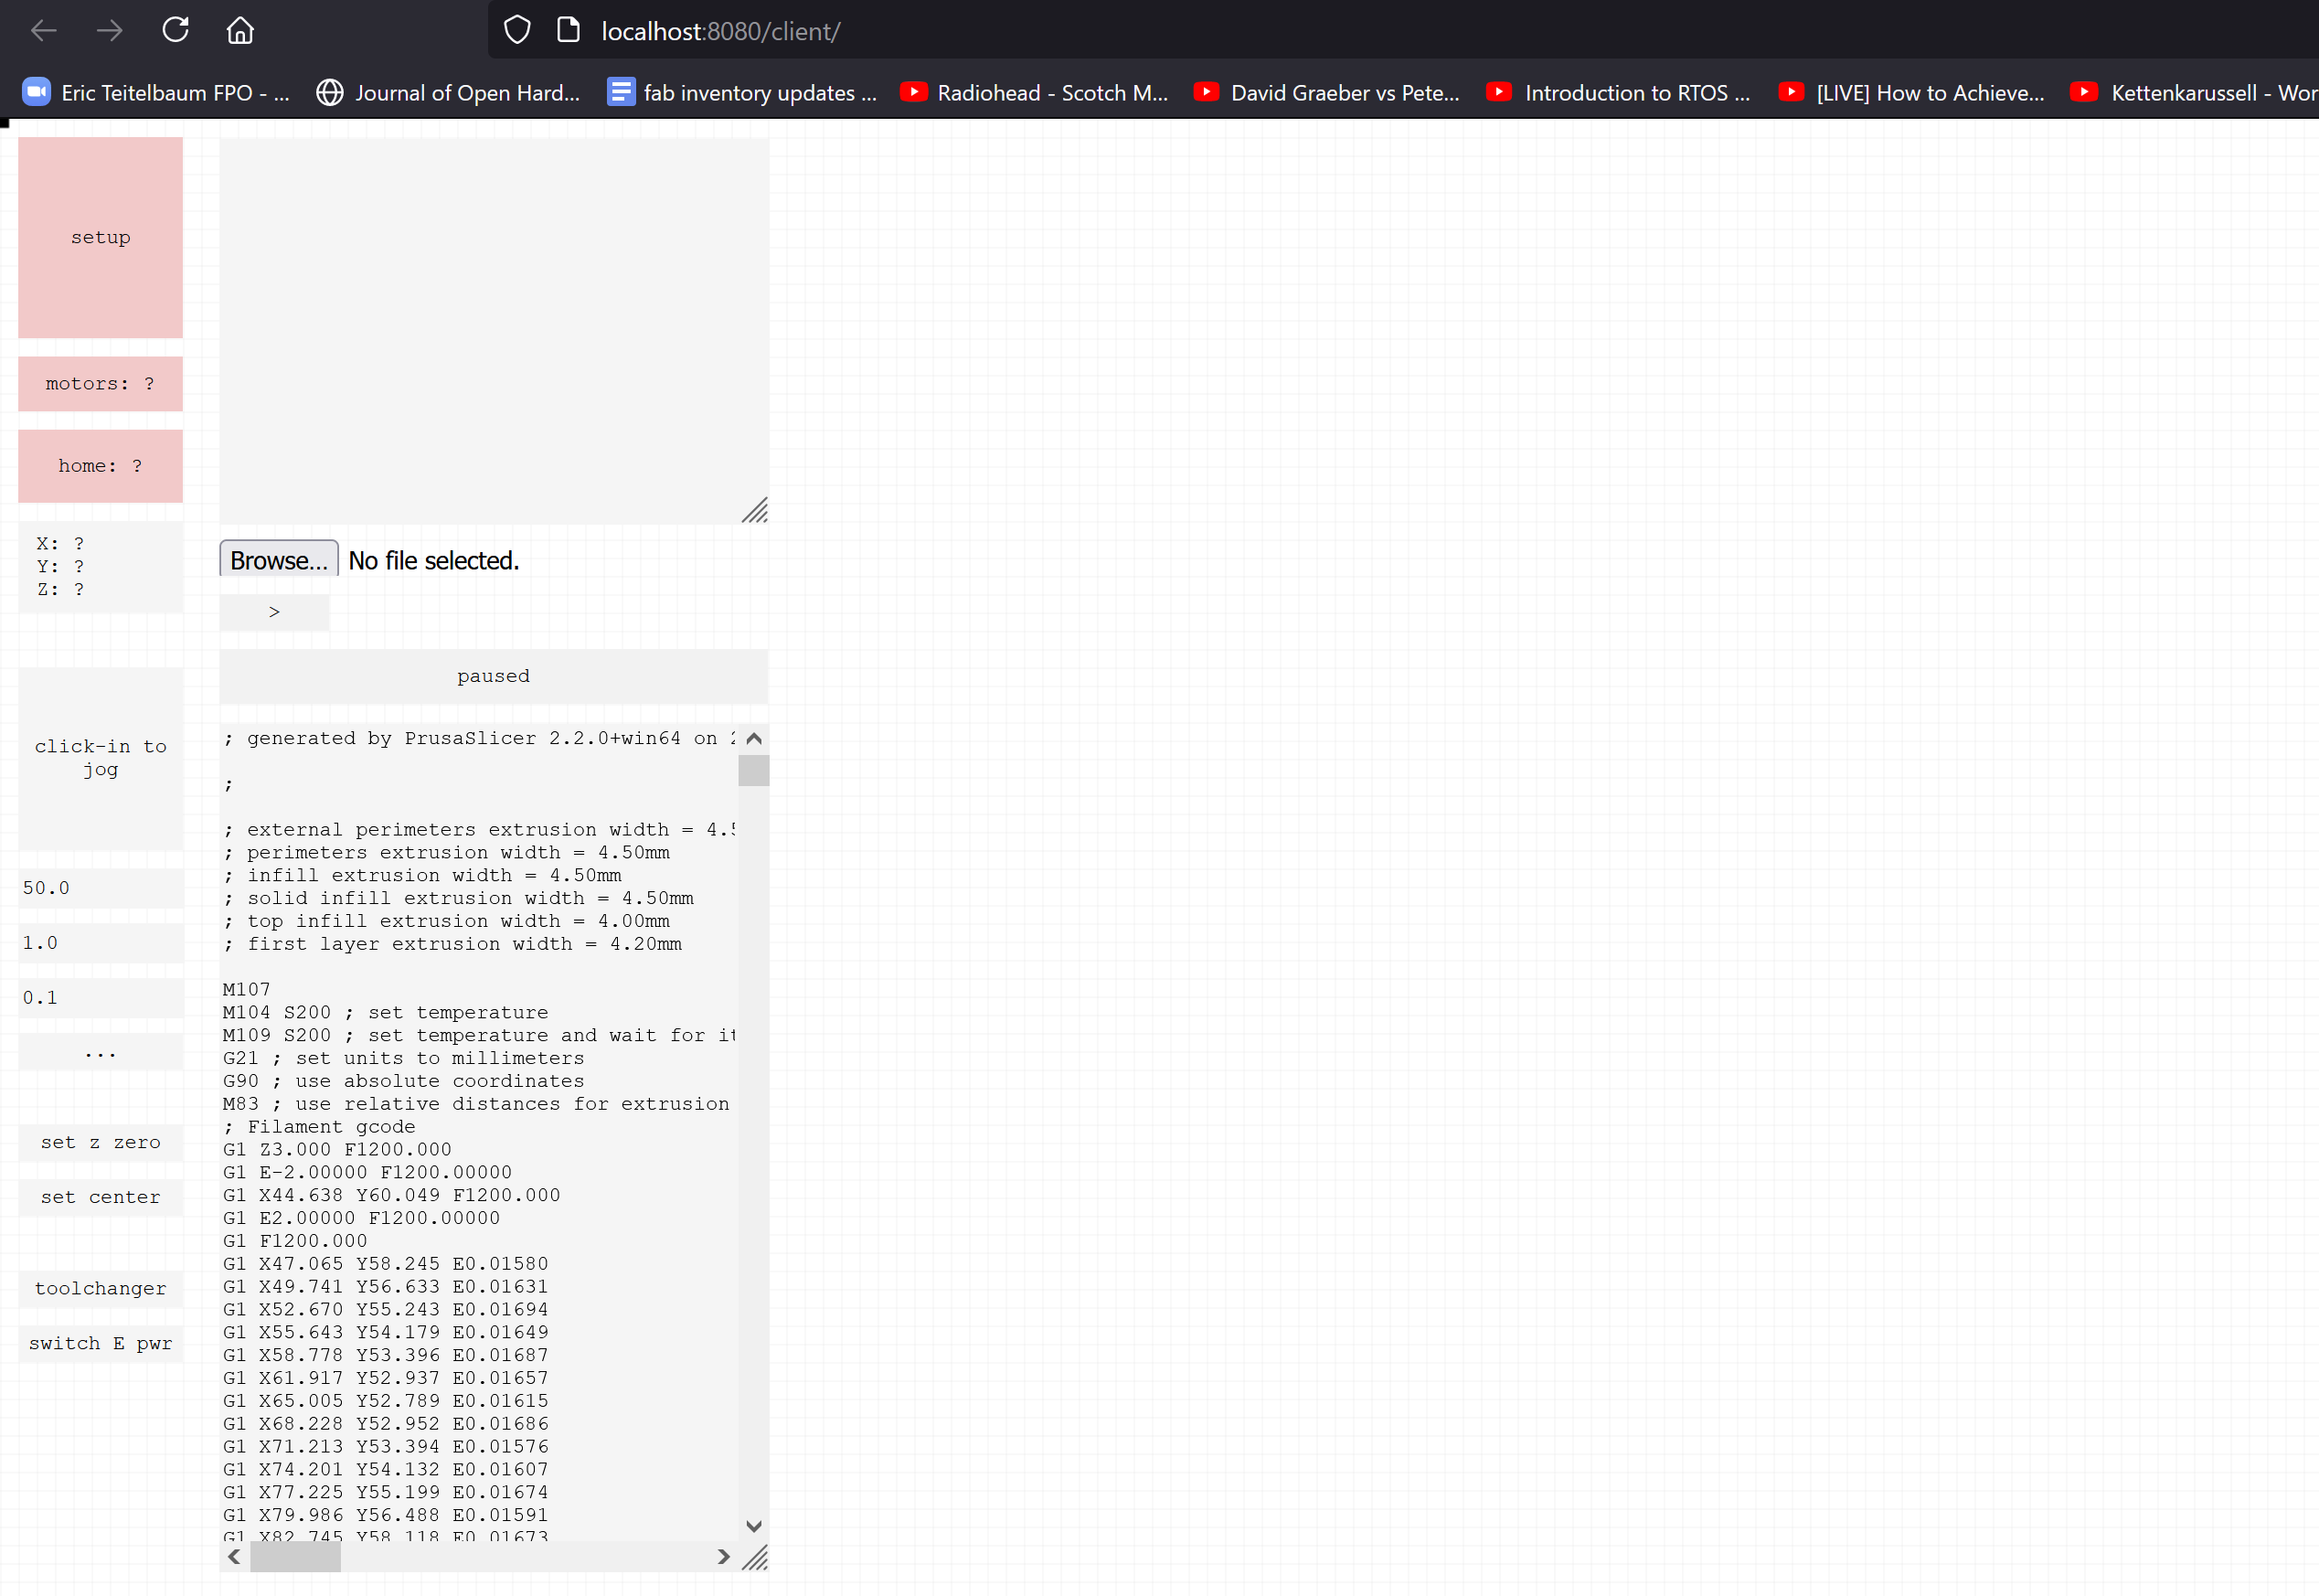 localhost:8080/client/
Eric Teitelbaum FPO - ...
Journal of Open Hard...
fab inventory updates ...
Radiohead - Scotch M...
David Graeber vs Pete...
Introduction to RTOS ...
[LIVE] How to Achieve...
Kettenkarussell - Wor
setup
motors: ?
home: ?
X: ?
Y: ?
Z: ?
click-in to
jog
50.0
1.0
0.1
...
set z zero
set center
toolchanger
switch E pwr
Browse... No file selected.
>
paused
; generated by PrusaSlicer 2.2.0+win64 on
;
; external perimeters extrusion width = 4.5
; perimeters extrusion width = 4.50mm
; infill extrusion width = 4.50mm
; solid infill extrusion width = 4.50mm
; top infill extrusion width = 4.00mm
; first layer extrusion width = 4.20mm
M107
M104 S200 ; set temperature
M109 S200 ; set temperature and wait for it
G21 ; set units to millimeters
G90 ; use absolute coordinates
M83 ; use relative distances for extrusion
; Filament gcode
G1 Z3.000 F1200.000
G1 E-2.00000 F1200.00000
G1 X44.638 Y60.049 F1200.000
G1 E2.00000 F1200.00000
G1 F1200.000
G1 X47.065 Y58.245 E0.01580
G1 X49.741 Y56.633 E0.01631
G1 X52.670 Y55.243 E0.01694
G1 X55.643 Y54.179 E0.01649
G1 X58.778 Y53.396 E0.01687
G1 X61.917 Y52.937 E0.01657
G1 X65.005 Y52.789 E0.01615
G1 X68.228 Y52.952 E0.01686
G1 X71.213 Y53.394 E0.01576
G1 X74.201 Y54.132 E0.01607
G1 X77.225 Y55.199 E0.01674
G1 X79.986 Y56.488 E0.01591
G1 X82.745 Y58.118 E0.01673